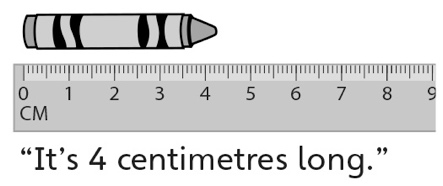 0 1 2 3 4 5 6 7 8 9
CM
“It’s 4 centimetres long.”